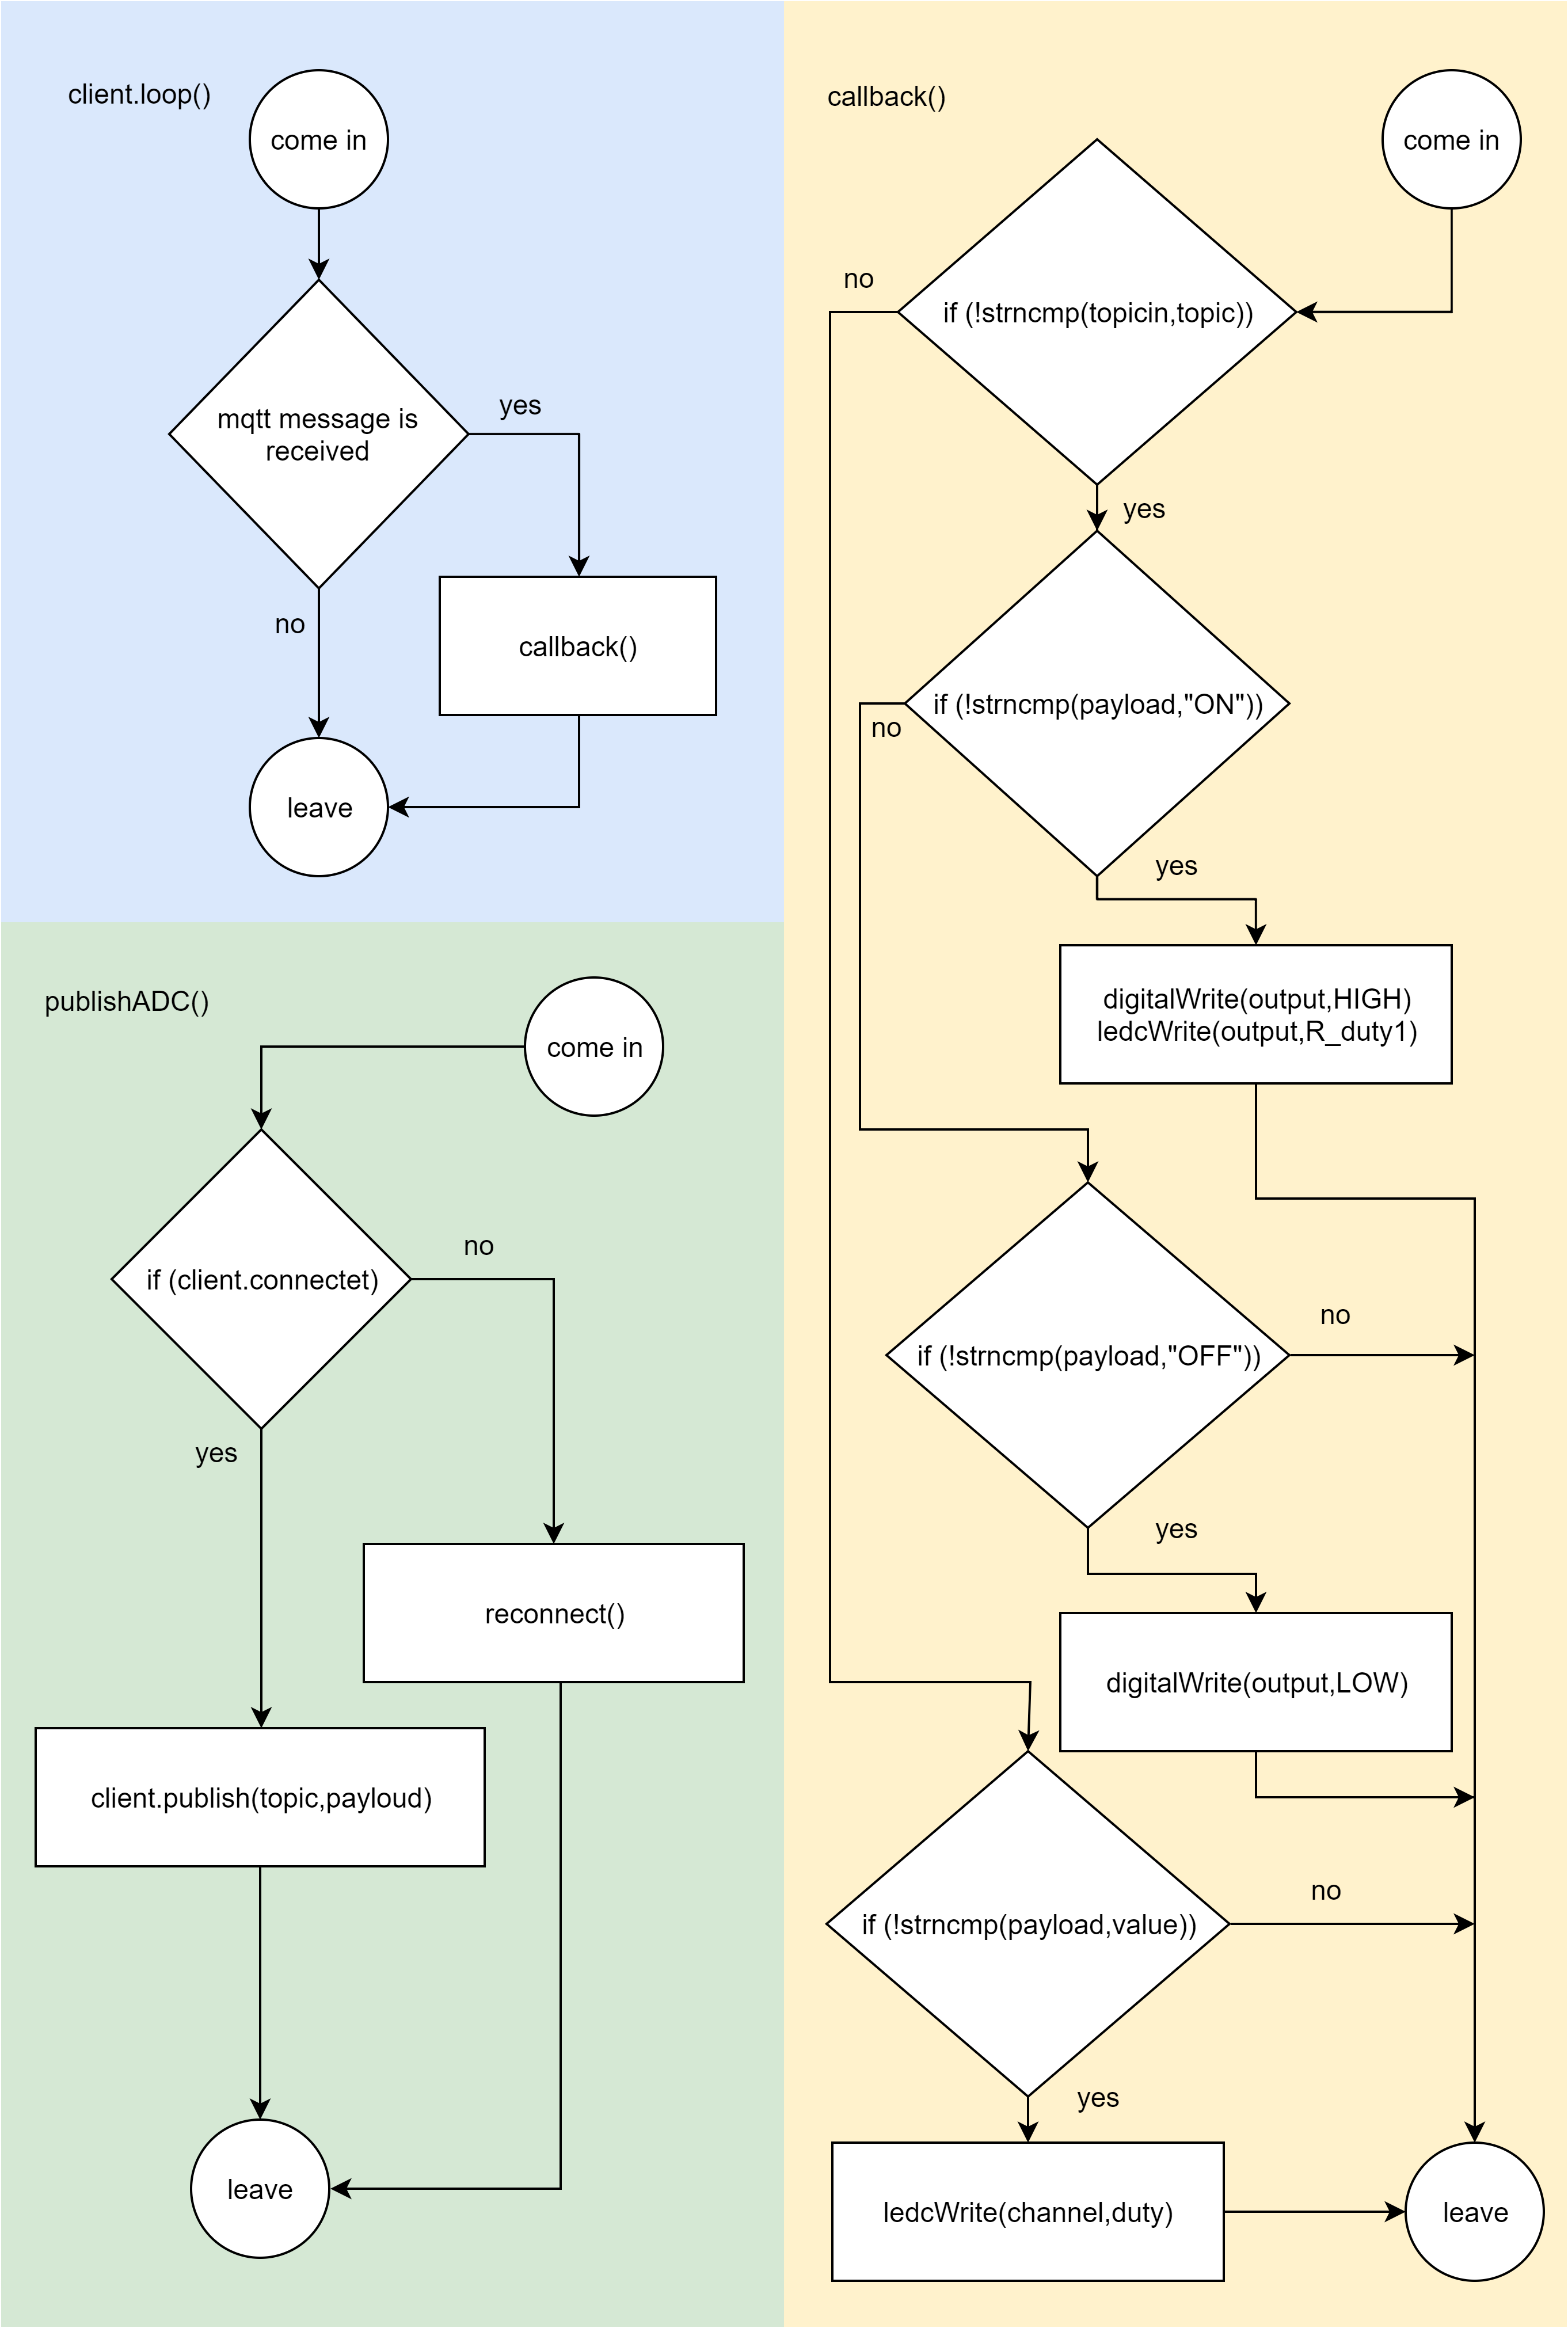 client.loop()
come in
mqtt message is
received
yes
no
callback()
leave
publishADC()
come in
if (client.connectet)
no
yes
reconnect()
client.publish(topic,payloud)
leave
callback()
come in
no
if (!strncmp(topicin,topic))
yes
if (!strncmp(payload,"ON"))
no
yes
digitalWrite(output,HIGH)
ledcWrite(output,R_duty1)
no
if (!strncmp(payload,"OFF"))
yes
digitalWrite(output,LOW)
no
if (!strncmp(payload,value))
yes
ledcWrite(channel,duty)
leave